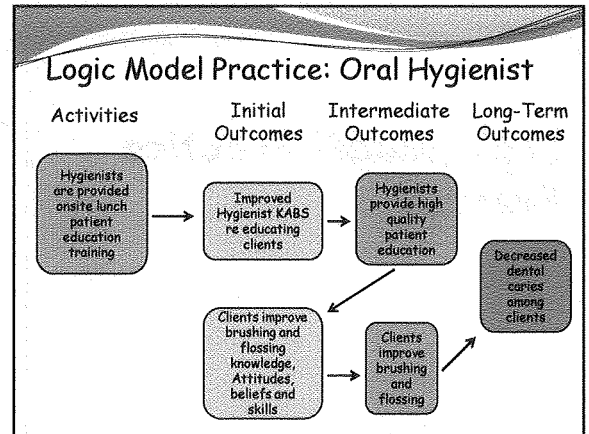 Logic Model Practice: Oral Hygienist
Activities
Initial
Outcomes
Intermediate
Outcomes
Long-Term
Outcomes
Hygienists
are provided
onsite lunch
patient
education
training
Improved
Hygienist KABS
re educating
clients
Hygienists
provide high
quality
patient
education
Decreased
dental
caries
among
clients
Clients improve
brushing and
flossing
knowledge,
Attitudes,
beliefs and
skills
Clients
improve
brushing
and
flossing